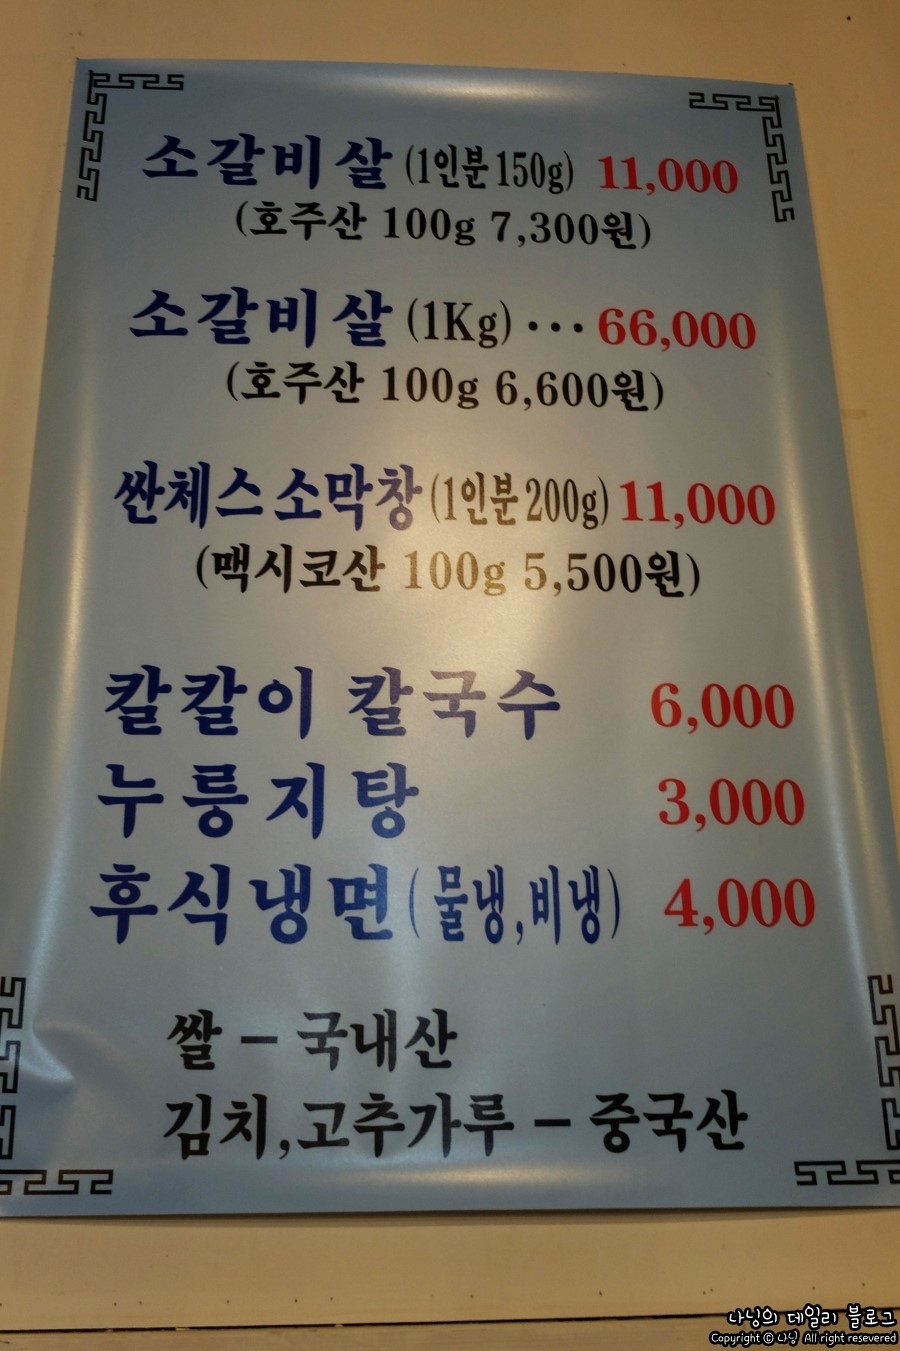 소갈비살 (1인분 150g) 11,000
(호주산 100g 7,300원)
소갈비살 (1Kg) ··· 66,000
(호주산 100g 6,600원)
싼체스소막창 (1인분 200g) 11,000
(맥시코산 100g 5,500원)
칼칼이 칼국수 6,000
누룽지탕 3,000
후식냉면 (물냉,비냉) 4,000
쌀 - 국내산
김치,고추가루 - 중국산
나닝의 데일리 블로그
Copyright © 나닝 All right resevered